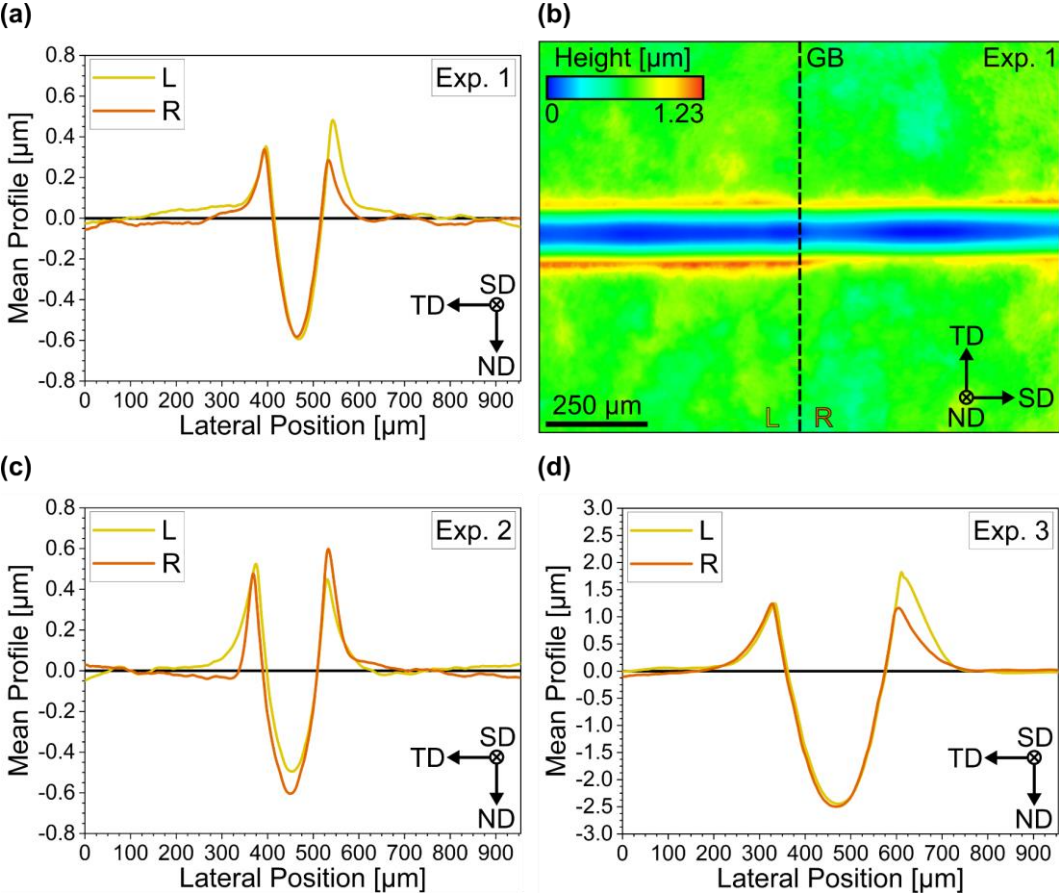 (a)
0.8
0.6
0.4
0.2
0.0
-0.2
-0.4
-0.6
-0.8
Mean Profile [µm]
L
R
Exp. 1
SD
TD
ND
0 100 200 300 400 500 600 700 800 900
Lateral Position [µm]
(b)
Height [µm]
0 1.23
GB
Exp. 1
250 µm
L R
TD
SD
ND
(c)
0.8
0.6
0.4
0.2
0.0
-0.2
-0.4
-0.6
-0.8
Mean Profile [µm]
L
R
Exp. 2
SD
TD
ND
0 100 200 300 400 500 600 700 800 900
Lateral Position [µm]
(d)
3.0
2.5
2.0
1.5
1.0
0.5
0.0
-0.5
-1.0
-1.5
-2.0
-2.5
-3.0
Mean Profile [µm]
L
R
Exp. 3
SD
TD
ND
0 100 200 300 400 500 600 700 800 900
Lateral Position [µm]